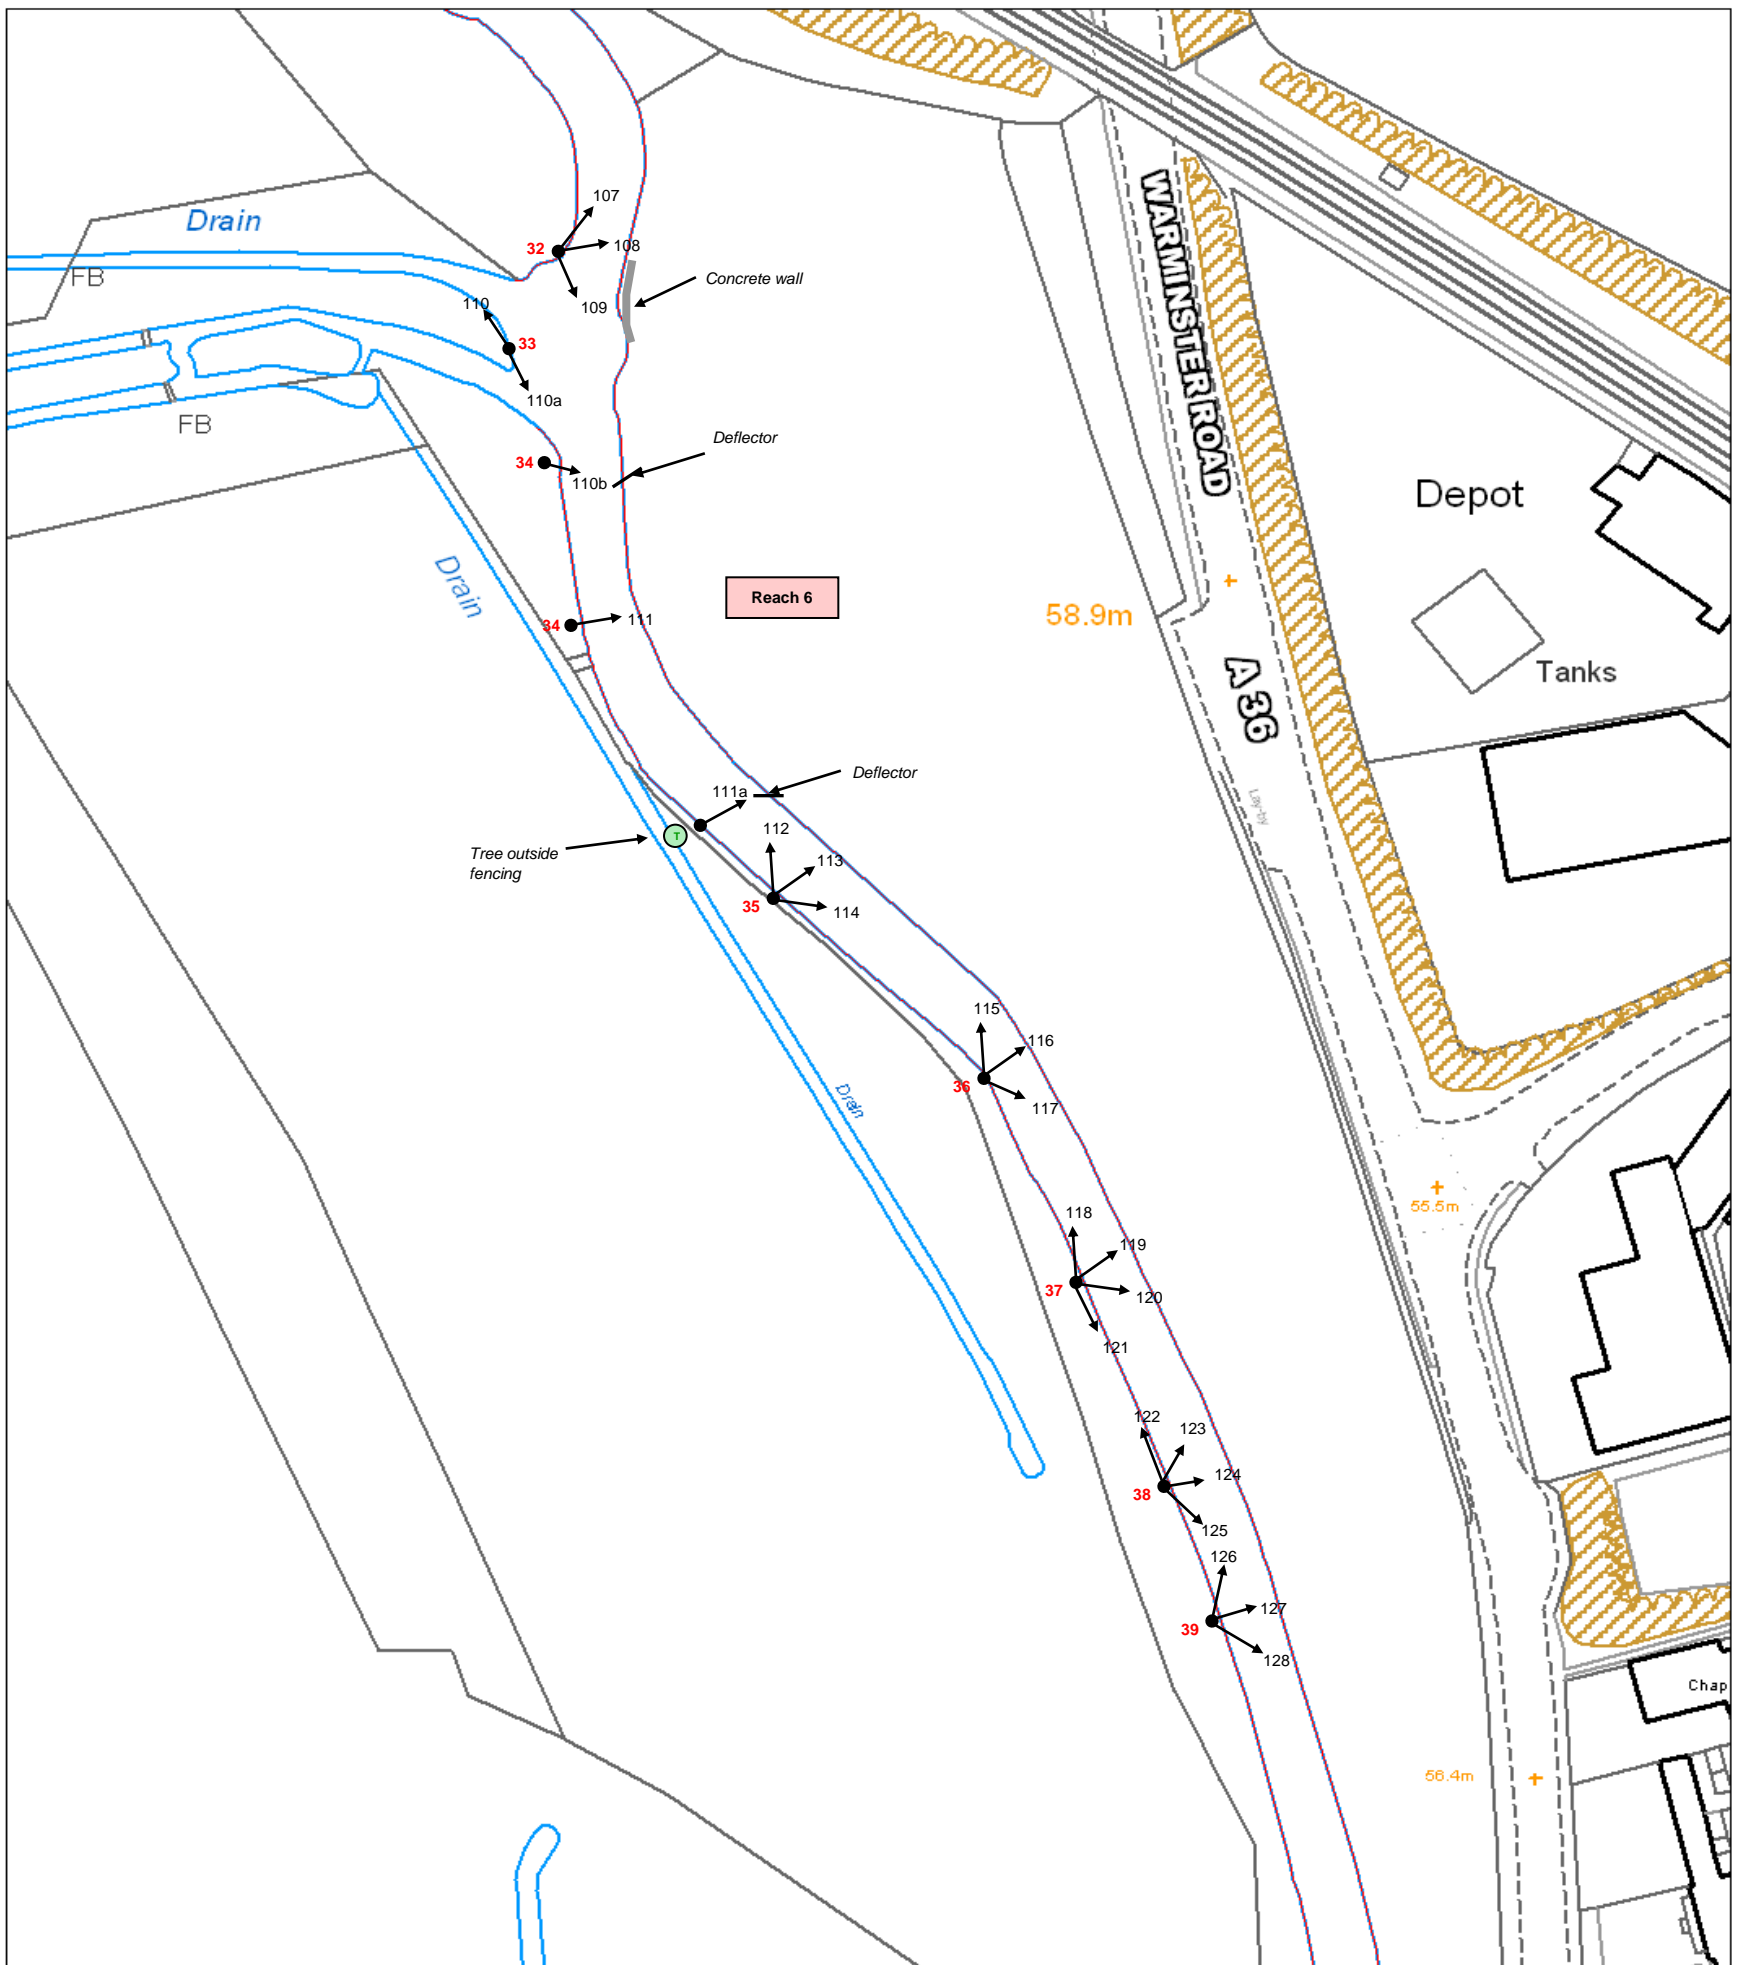 107
Drain
32
108
FB
Concrete wall
110
109
33
110a
WARMINSTER ROAD
FB
Deflector
34
110b
Depot
Drain
Reach 6
58.9m
34
111
A 36
Tanks
Deflector
111a
Lay-by
T
112
Tree outside
fencing
113
35
114
115
116
36
Drain
117
55.5m
118
119
37
120
121
122
123
124
38
125
126
127
39
128
Chap
56.4m